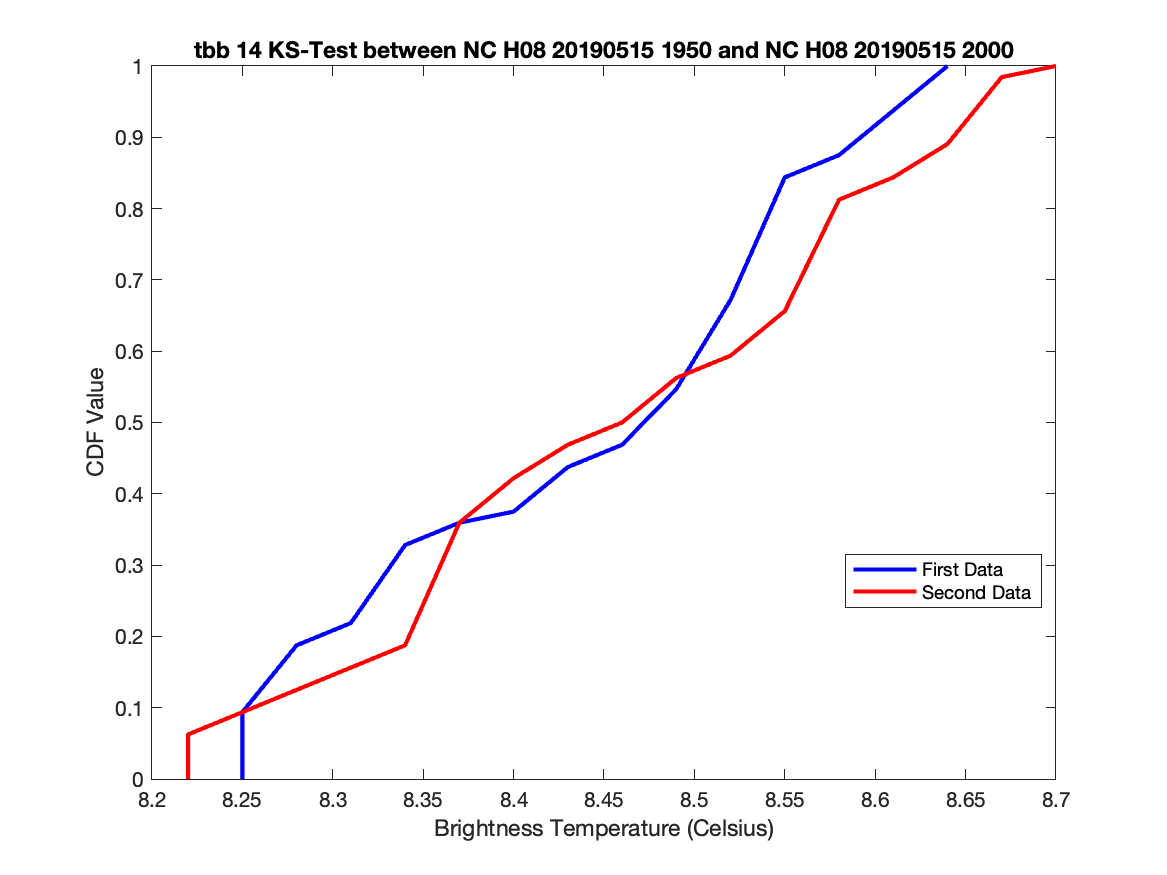 tbb 14 KS-Test between NC H08 20190515 1950 and NC H08 20190515 2000
1
0.9
0.8
0.7
0.6
0.5
0.4
0.3
0.2
0.1
0
CDF Value
First Data
Second Data
8.2 8.25 8.3 8.35 8.4 8.45 8.5 8.55 8.6 8.65 8.7
Brightness Temperature (Celsius)